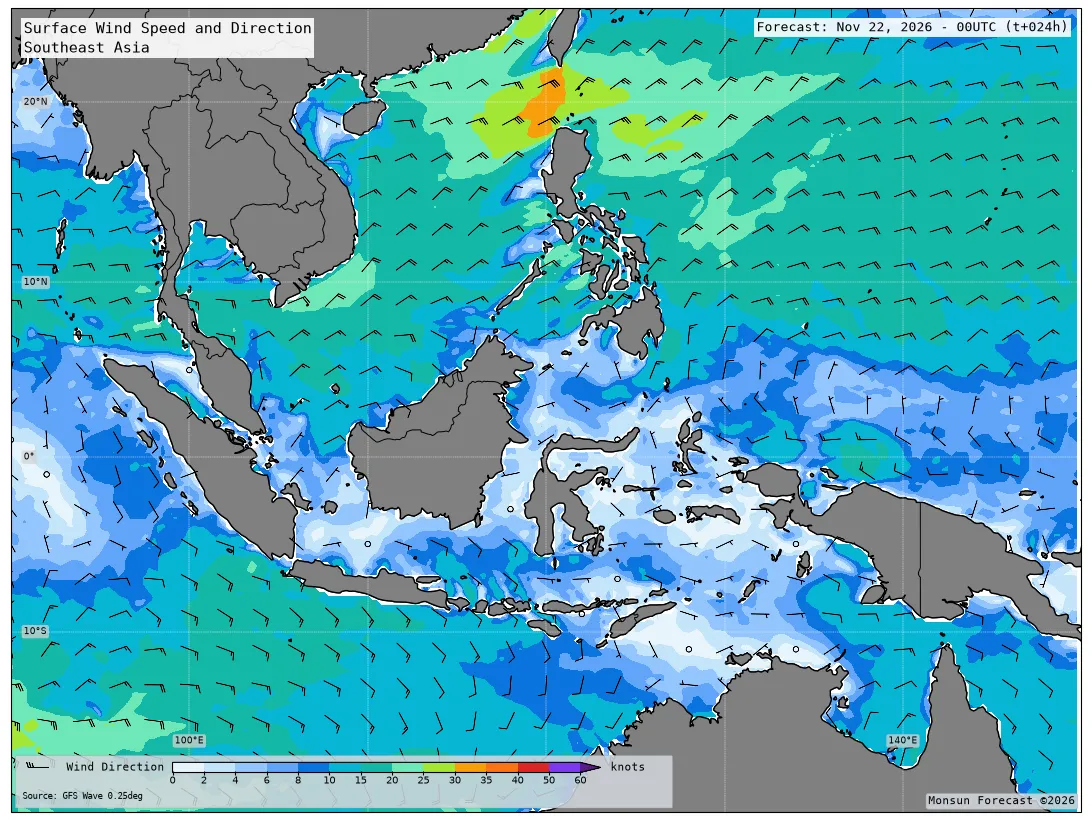 Surface Wind Speed and Direction
Southeast Asia
Forecast: Nov 22, 2026 - 00UTC (t+024h)
20°N
10°N
0°
10°S
100°E
140°E
Wind Direction
knots
0 2 4 6 8 10 15 20 25 30 35 40 50 60
Source: GFS Wave 0.25deg
Monsun Forecast ©2026